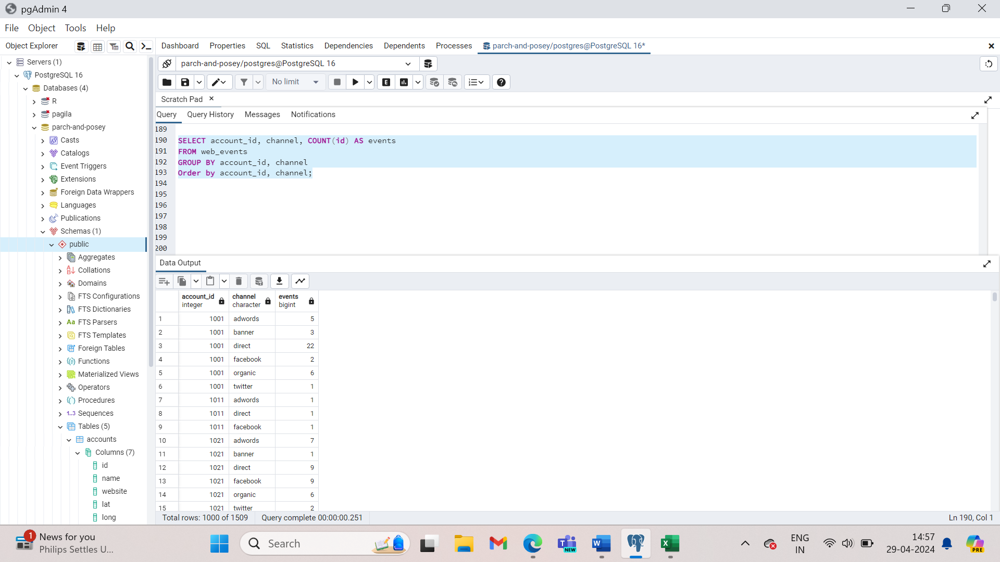 pgAdmin 4
File Object Tools Help
Object Explorer
Dashboard Properties SQL Statistics Dependencies Dependents Processes parch-and-posey/postgres@PostgreSQL 16*
Servers (1)
PostgreSQL 16
Databases (4)
R
pagila
parch-and-posey
Casts
Catalogs
Event Triggers
Extensions
Foreign Data Wrappers
Languages
Publications
Schemas (1)
public
Aggregates
Collations
Domains
FTS Configurations
FTS Dictionaries
Aa FTS Parsers
FTS Templates
Foreign Tables
Functions
Materialized Views
Operators
Procedures
1..3 Sequences
Tables (5)
accounts
Columns (7)
id
name
website
lat
long
parch-and-posey/postgres@PostgreSQL 16
No limit
E
Scratch Pad
Query Query History Messages Notifications
189
190 SELECT account_id, channel, COUNT(id) AS events
191 FROM web_events
192 GROUP BY account_id, channel
193 Order by account_id, channel;
194
195
196
197
198
199
200
Data Output
account_id channel events
integer character bigint
1 1001 adwords 5
2 1001 banner 3
3 1001 direct 22
4 1001 facebook 2
5 1001 organic 6
6 1001 twitter 1
7 1011 adwords 1
8 1011 direct 1
9 1011 facebook 1
10 1021 adwords 7
11 1021 banner 1
12 1021 direct 9
13 1021 facebook 9
14 1021 organic 6
15 1021 twitter 2
Total rows: 1000 of 1509 Query complete 00:00:00.251 Ln 190, Col 1
1 News for you
Philips Settles U...
Search
T
NEW
W
X
ENG
IN
14:57
29-04-2024
PRE